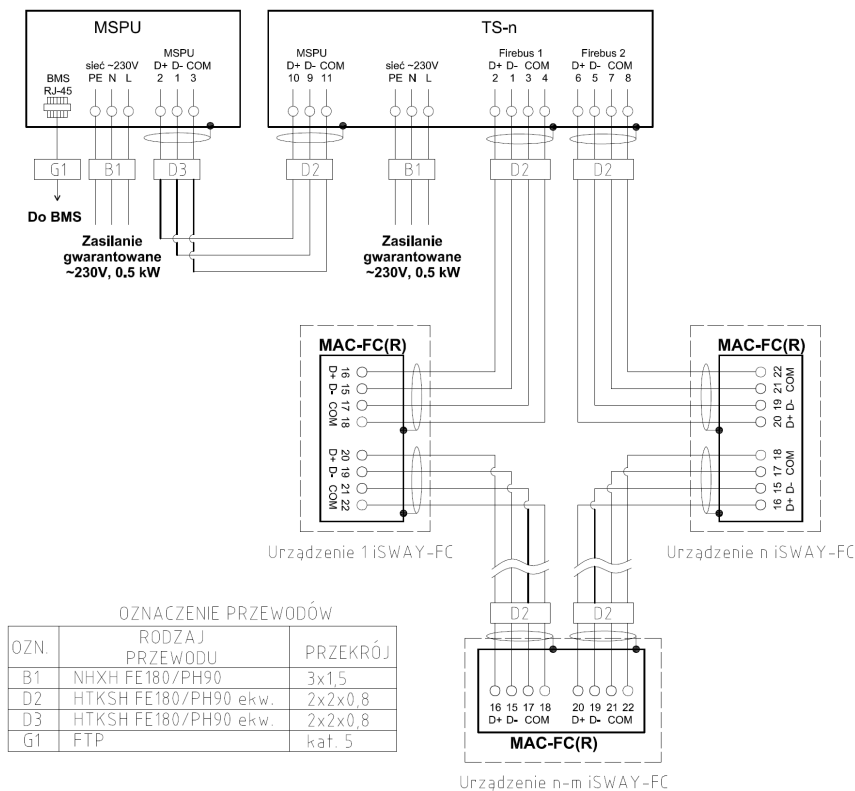 MSPU
TS-n
BMS
RJ-45
sieć ~230V
PE N L
MSPU
D+ D- COM
2 1 3
MSPU
D+ D- COM
10 9 11
sieć ~230V
PE N L
Firebus 1
D+ D- COM
2 1 3 4
Firebus 2
D+ D- COM
6 5 7 8
G1
B1
D3
D2
B1
D2
D2
Do BMS
Zasilanie
gwarantowane
~230V, 0.5 kW
Zasilanie
gwarantowane
~230V, 0.5 kW
MAC-FC(R)
D+ 16
D- 15
COM 17
18
D+ 20
D- 19
COM 21
22
Urządzenie 1 iSWAY-FC
MAC-FC(R)
22
21 COM
19 D-
20 D+
18
17 COM
15 D-
16 D+
Urządzenie n iSWAY-FC
D2
D2
16 15 17 18
D+ D- COM
20 19 21 22
D+ D- COM
MAC-FC(R)
Urządzenie n-m iSWAY-FC
OZNACZENIE PRZEWODÓW
OZN. RODZAJ PRZEWODU PRZEKRÓJ
B1 NHXH FE180/PH90 3x1,5
D2 HTKSH FE180/PH90 ekw. 2x2x0,8
D3 HTKSH FE180/PH90 ekw. 2x2x0,8
G1 FTP kat. 5